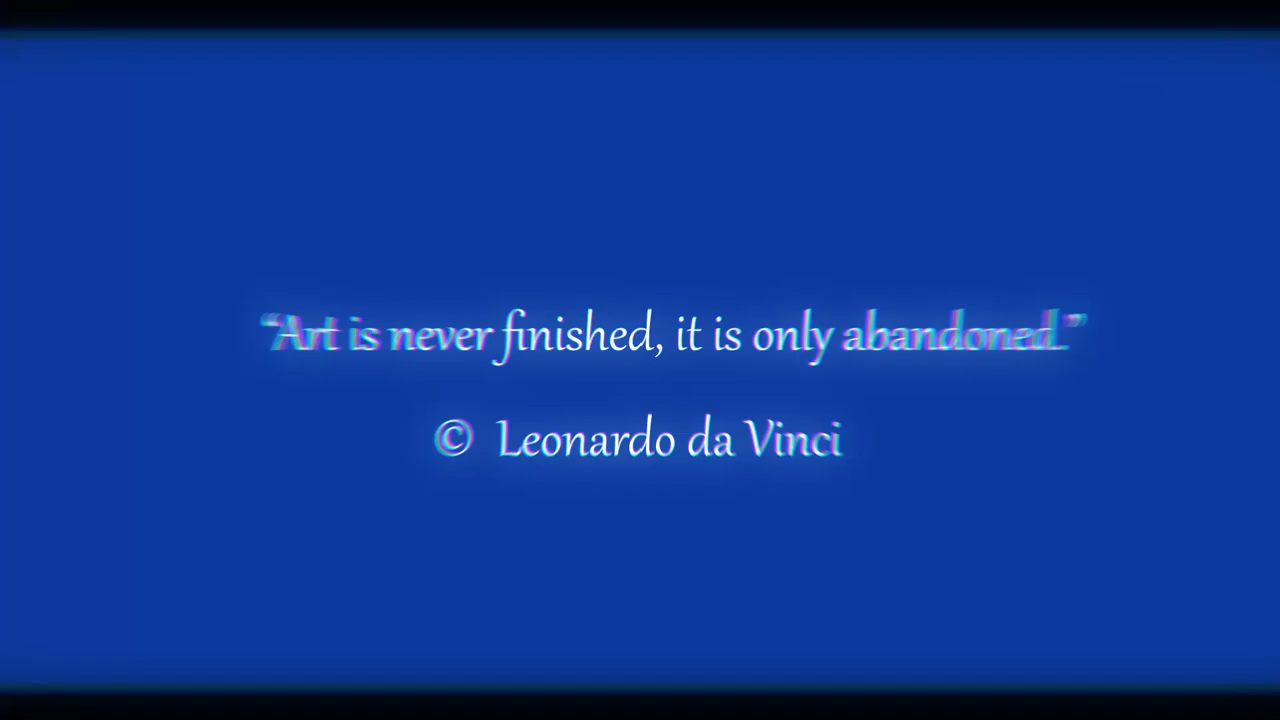 “Art is never finished, it is only abandoned.”
© Leonardo da Vinci